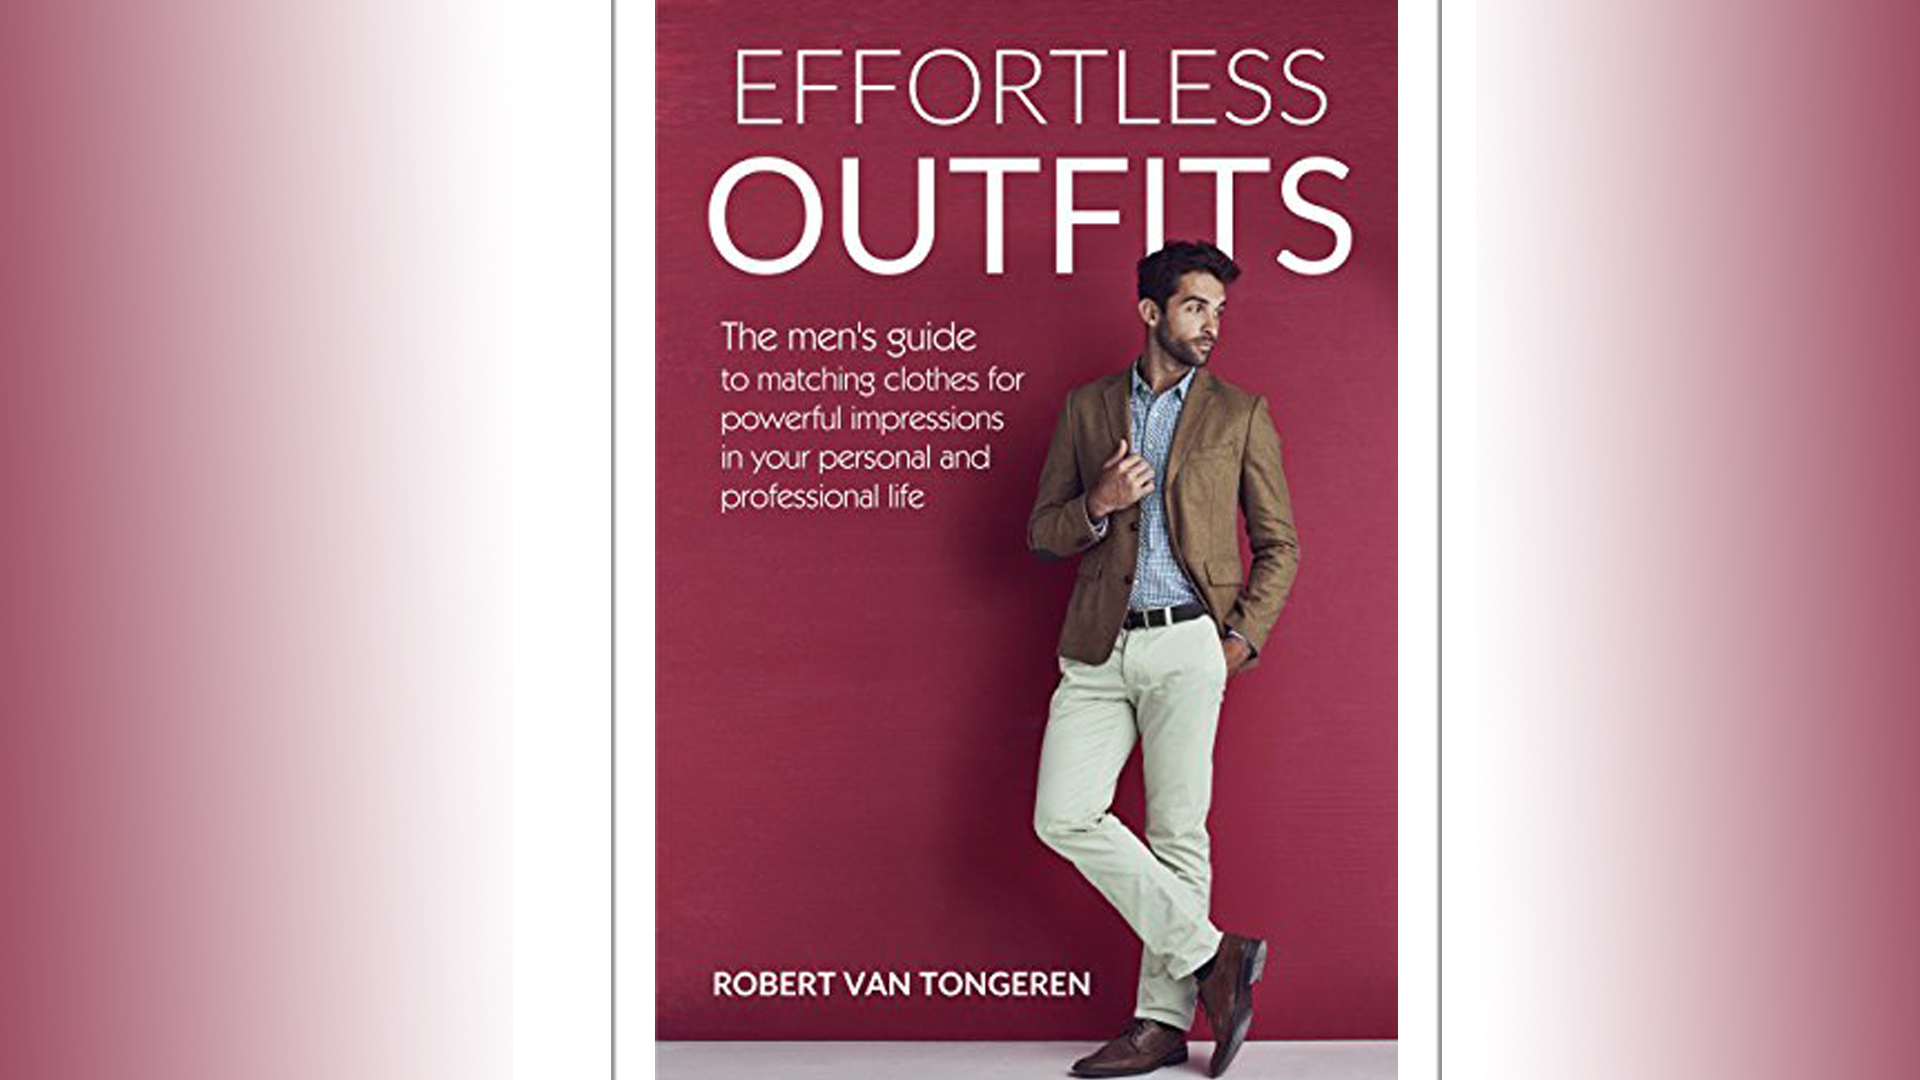 EFFORTLESS
OUTFITS
The men's guide
to matching clothes for
powerful impressions
in your personal and
professional life
ROBERT VAN TONGEREN